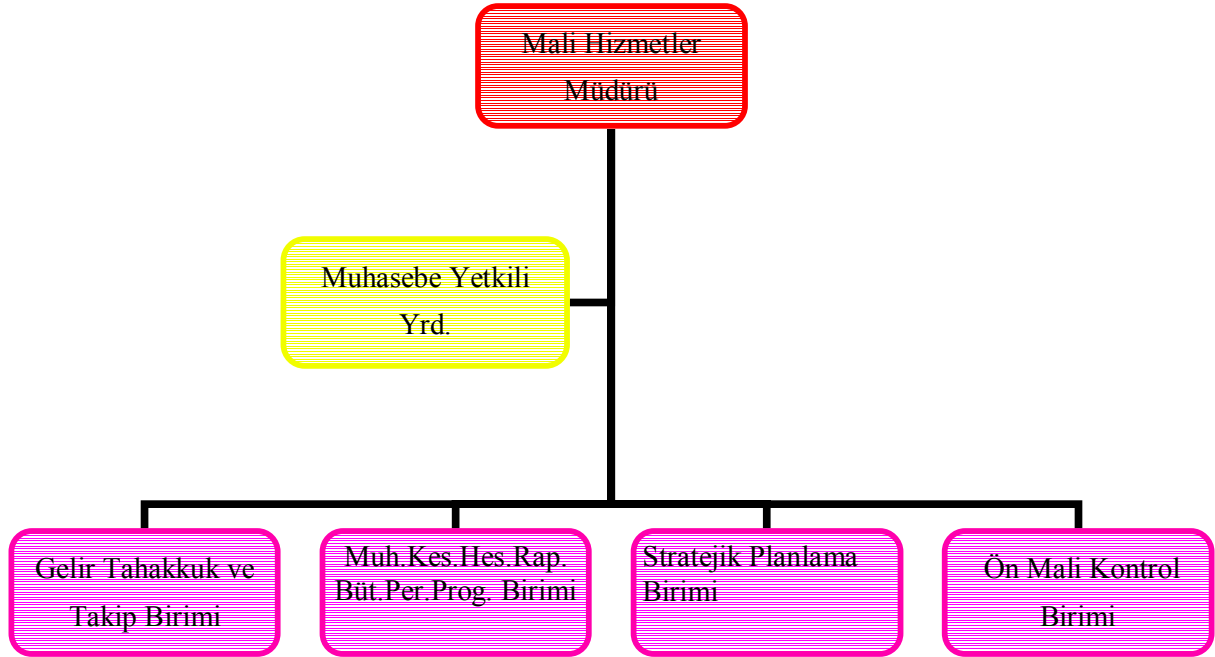 Mali Hizmetler
Müdürü
Muhasebe Yetkili
Yrd.
Gelir Tahakkuk ve
Takip Birimi
Muh.Kes.Hes.Rap.
Büt.Per.Prog. Birimi
Stratejik Planlama
Birimi
Ön Mali Kontrol
Birimi